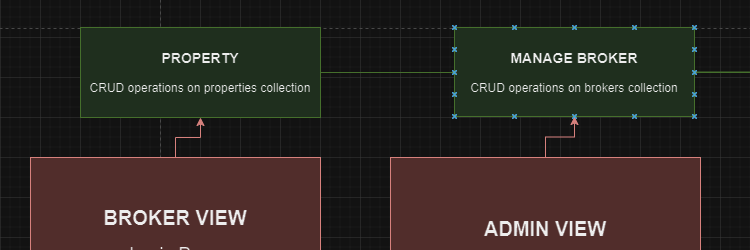 PROPERTY
CRUD operations on properties collection
MANAGE BROKER
CRUD operations on brokers collection
BROKER VIEW
ADMIN VIEW